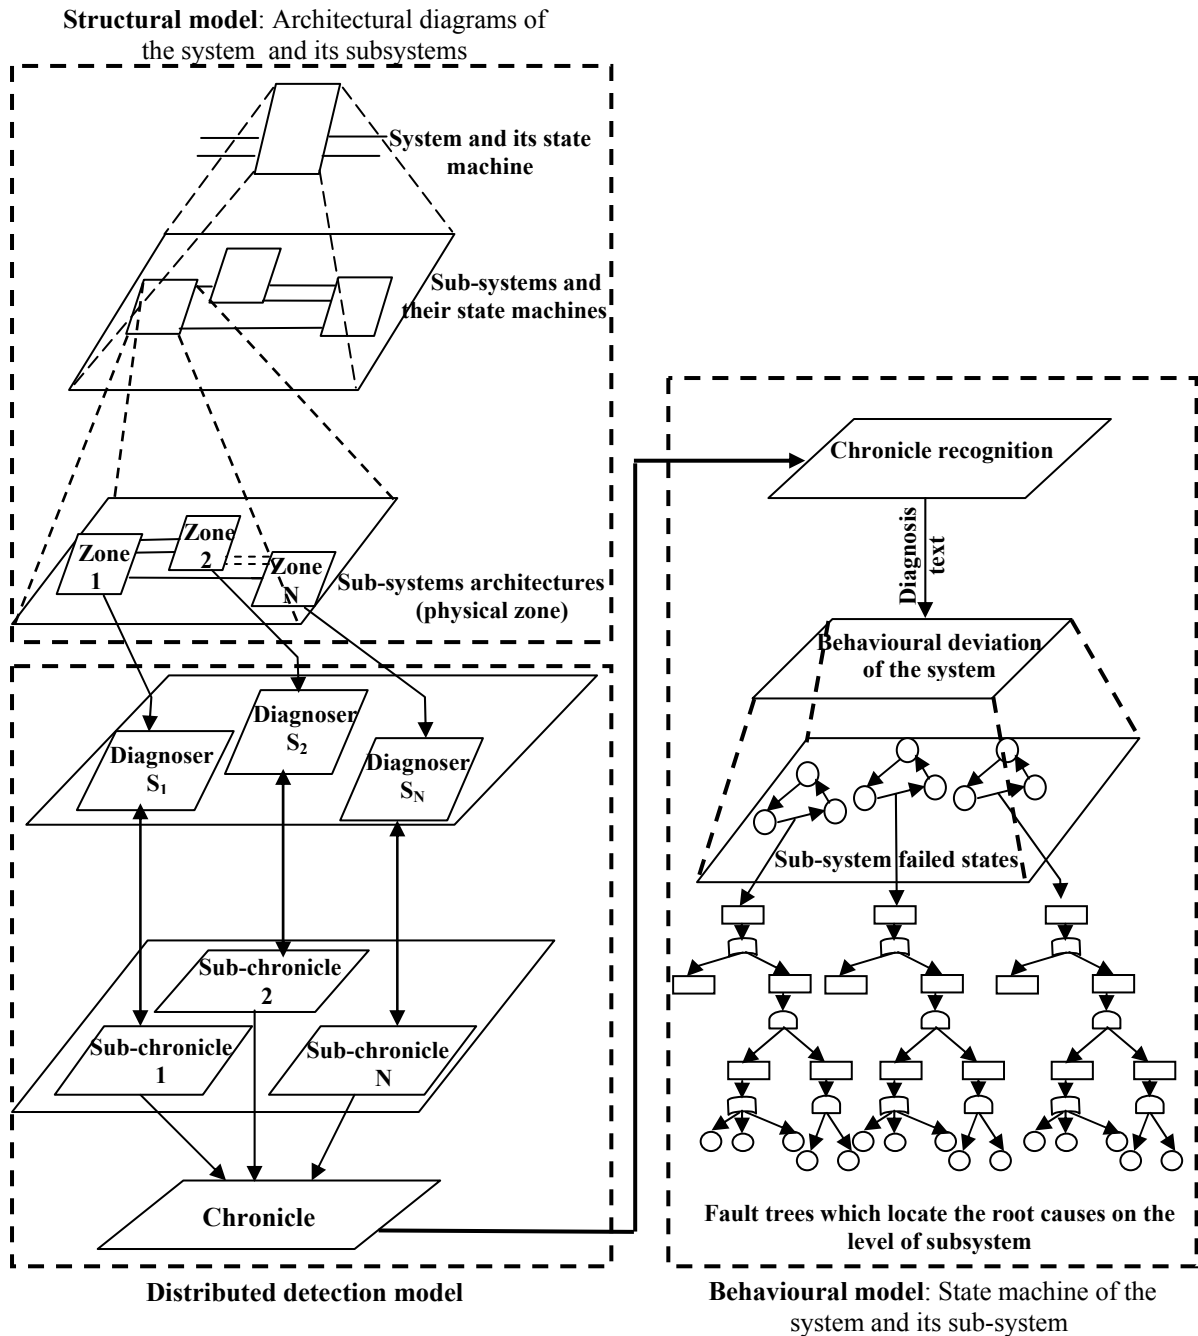 Structural model: Architectural diagrams of
the system and its subsystems
System and its state
machine
Sub-systems and
their state machines
Zone
1
Zone
2
Zone
N
Sub-systems architectures
(physical zone)
Diagnoser
S1
Diagnoser
S2
Diagnoser
SN
Sub-chronicle
2
Sub-chronicle
1
Sub-chronicle
N
Chronicle
Distributed detection model
Chronicle recognition
Diagnosis
text
Behavioural deviation
of the system
Sub-system failed states
Fault trees which locate the root causes on the
level of subsystem
Behavioural model: State machine of the
system and its sub-system